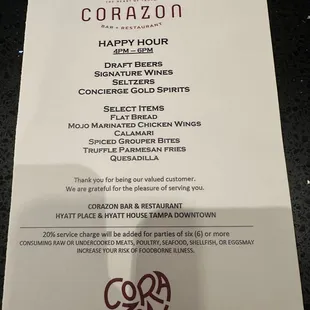 CORAZON
BAR + RESTAURANT
HAPPY HOUR
4PM – 6PM
DRAFT BEERS
SIGNATURE WINES
SELTZERS
CONCIERGE GOLD SPIRITS
SELECT ITEMS
FLAT BREAD
MOJO MARINATED CHICKEN WINGS
CALAMARI
SPICED GROUPER BITES
TRUFFLE PARMESAN FRIES
QUESADILLA
Thank you for being our valued customer.
We are grateful for the pleasure of serving you.
CORAZON BAR & RESTAURANT
HYATT PLACE & HYATT HOUSE TAMPA DOWNTOWN
20% service charge will be added for parties of six (6) or more
CONSUMING RAW OR UNDERCOOKED MEATS, POULTRY, SEAFOOD, SHELLFISH, OR EGGSMAY
INCREASE YOUR RISK OF FOODBORNE ILLNESS.
CORA